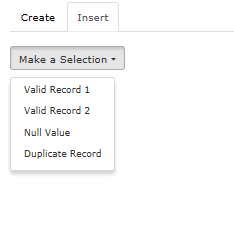 Create Insert
Make a Selection
Valid Record 1
Valid Record 2
Null Value
Duplicate Record